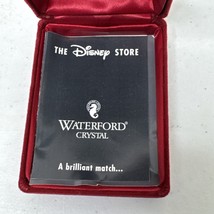 THE DISNEY STORE
WATERFORD®
CRYSTAL
A brilliant match...